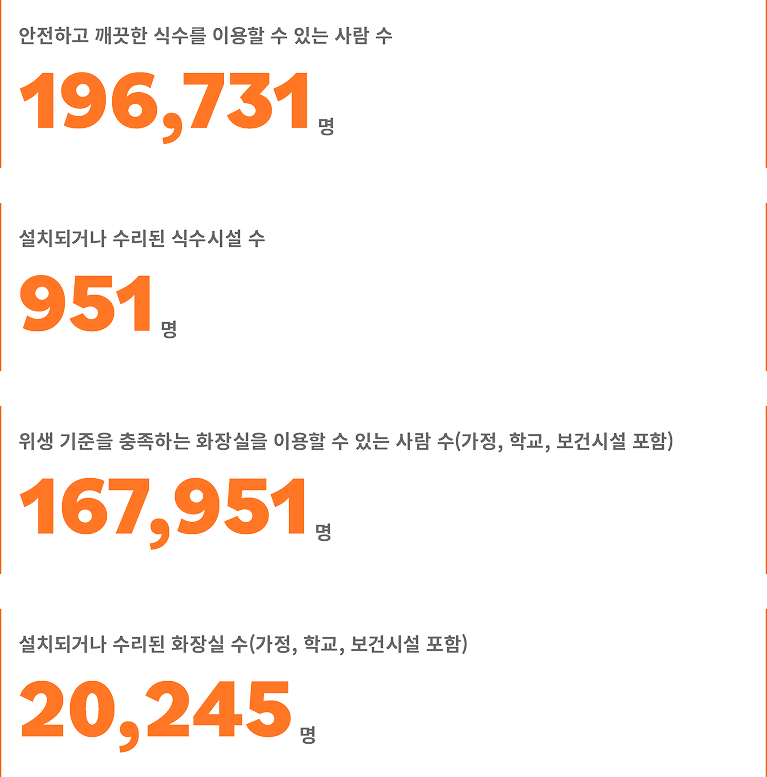 안전하고 깨끗한 식수를 이용할 수 있는 사람 수
196,731 명
설치되거나 수리된 식수시설 수
951 명
위생 기준을 충족하는 화장실을 이용할 수 있는 사람 수(가정, 학교, 보건시설 포함)
167,951 명
설치되거나 수리된 화장실 수(가정, 학교, 보건시설 포함)
20,245 명